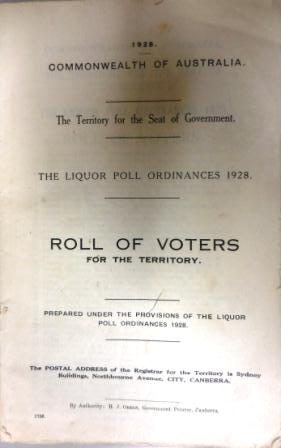 1928.
COMMONWEALTH OF AUSTRALIA.
The Territory for the Seat of Government.
THE LIQUOR POLL ORDINANCES 1928.
ROLL OF VOTERS
FOR THE TERRITORY.
PREPARED UNDER THE PROVISIONS OF THE LIQUOR
POLL ORDINANCES 1928.
The POSTAL ADDRESS of the Registrar for the Territory is Sydney
Buildings, Northbourne Avenue, CITY, CANBERRA.
By Authority: H. J. GREEN, Government Printer, Canberra.